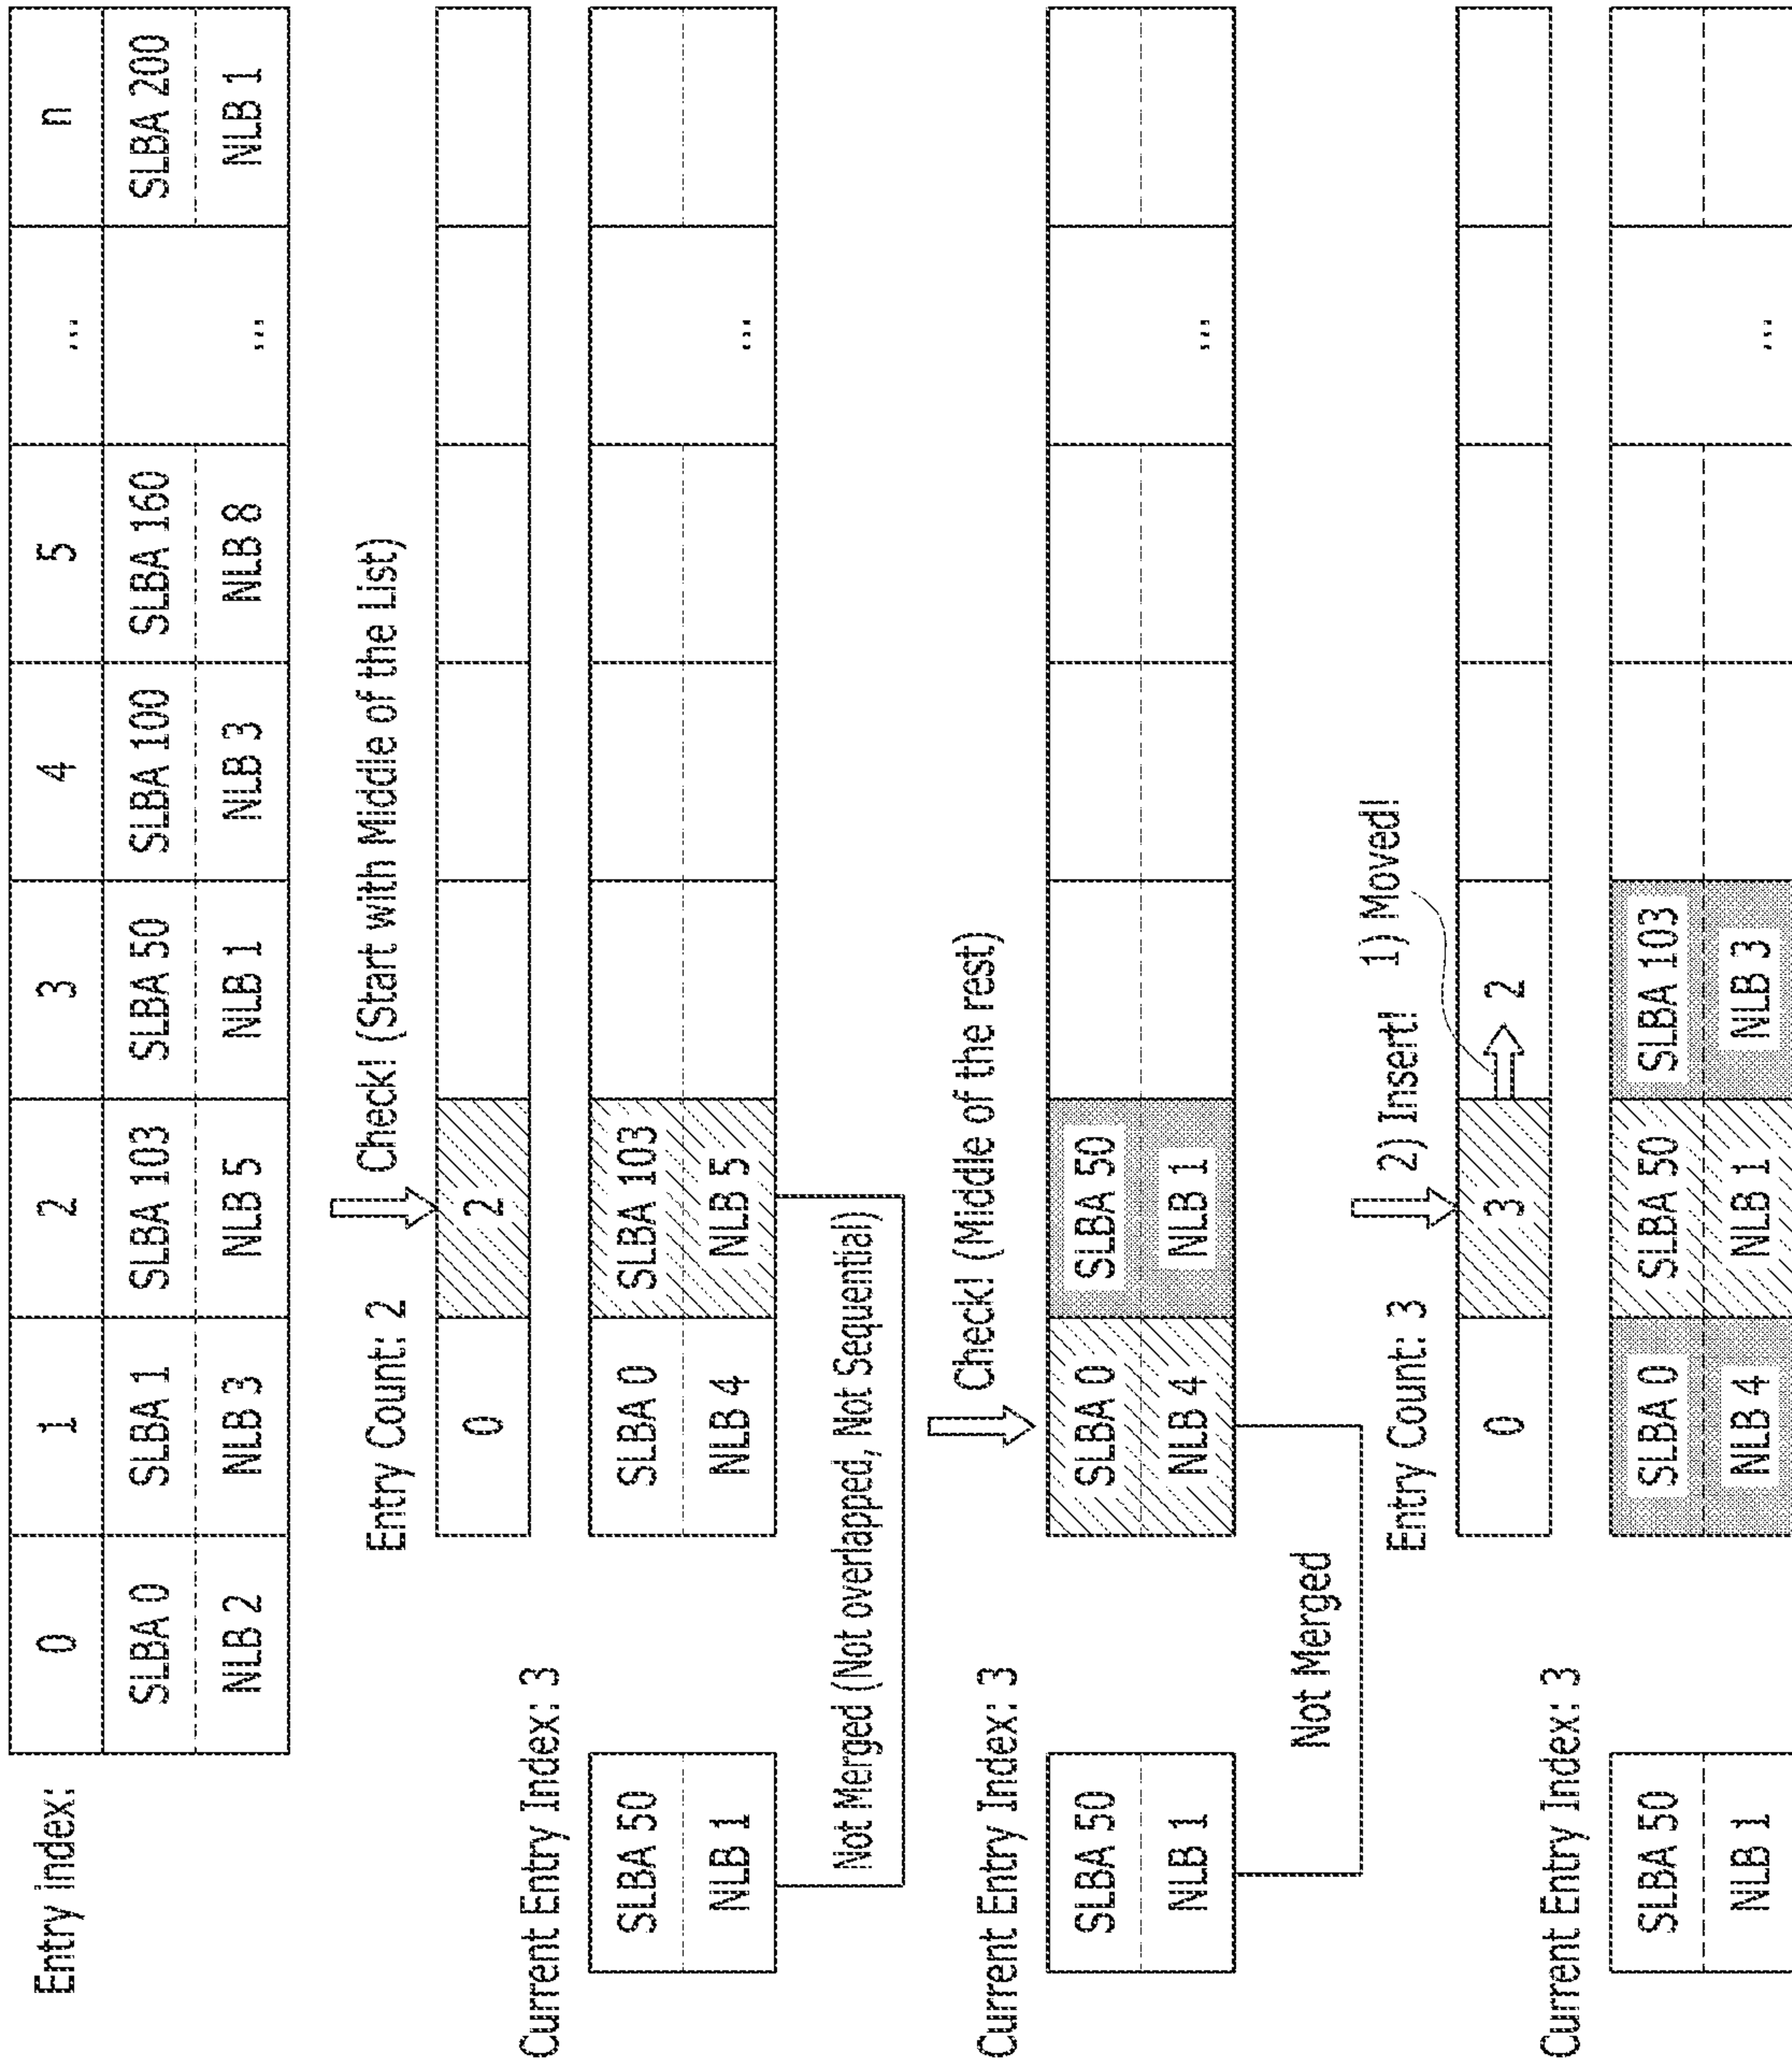 Entry index:
0 1 2 3 4 5 ... n
SLBA 0 SLBA 1 SLBA 103 SLBA 50 SLBA 100 SLBA 160 SLBA 200
NLB 2 NLB 3 NLB 5 NLB 1 NLB 3 NLB 8 ... NLB 1
Entry Count: 2 Check! (Start with Middle of the List)
0 2
Current Entry Index: 3
SLBA 50 SLBA 0 SLBA 103
NLB 1 NLB 4 NLB 5 ...
Not Merged (Not overlapped, Not Sequential)
Check! (Middle of the rest)
Current Entry Index: 3
SLBA 50 SLBA 0 SLBA 50
NLB 1 NLB 4 NLB 1 ...
Not Merged
Entry Count: 3 2) Insert! 1) Moved!
0 3 2
Current Entry Index: 3
SLBA 50 SLBA 0 SLBA 50 SLBA 103
NLB 1 NLB 4 NLB 1 NLB 3 ...